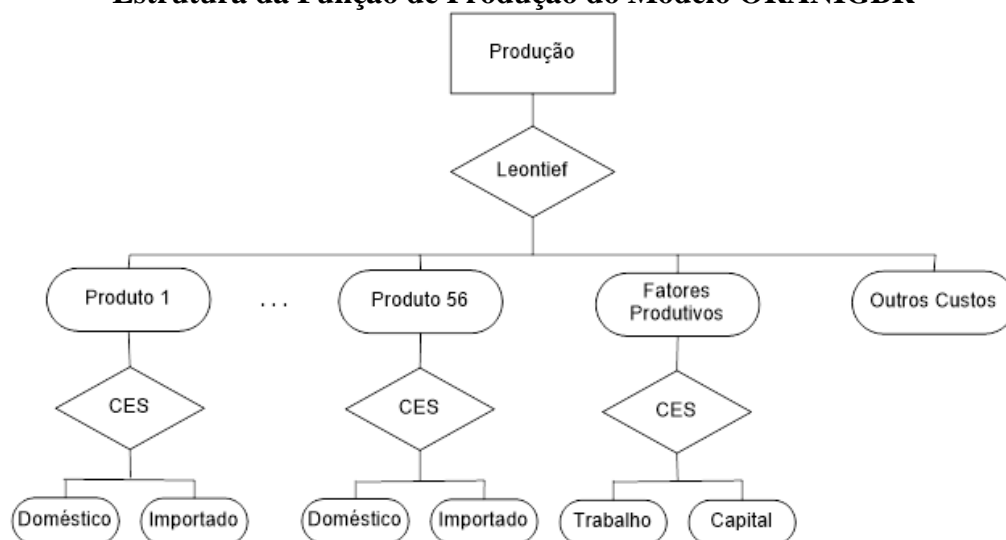 Estrutura da Função de Produção do Modelo ORANIGBR
Produção
Leontief
Produto 1
. . .
Produto 56
Fatores
Produtivos
Outros Custos
CES
CES
CES
Doméstico
Importado
Doméstico
Importado
Trabalho
Capital